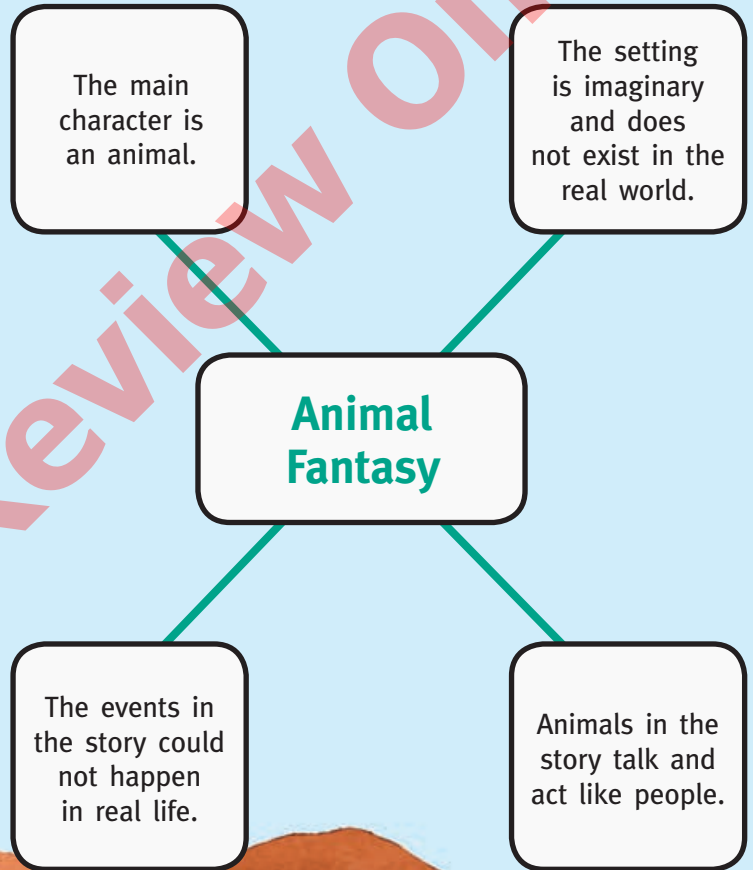 The main
character is
an animal.
The setting
is imaginary
and does
not exist in the
real world.
Animal
Fantasy
The events in
the story could
not happen
in real life.
Animals in the
story talk and
act like people.